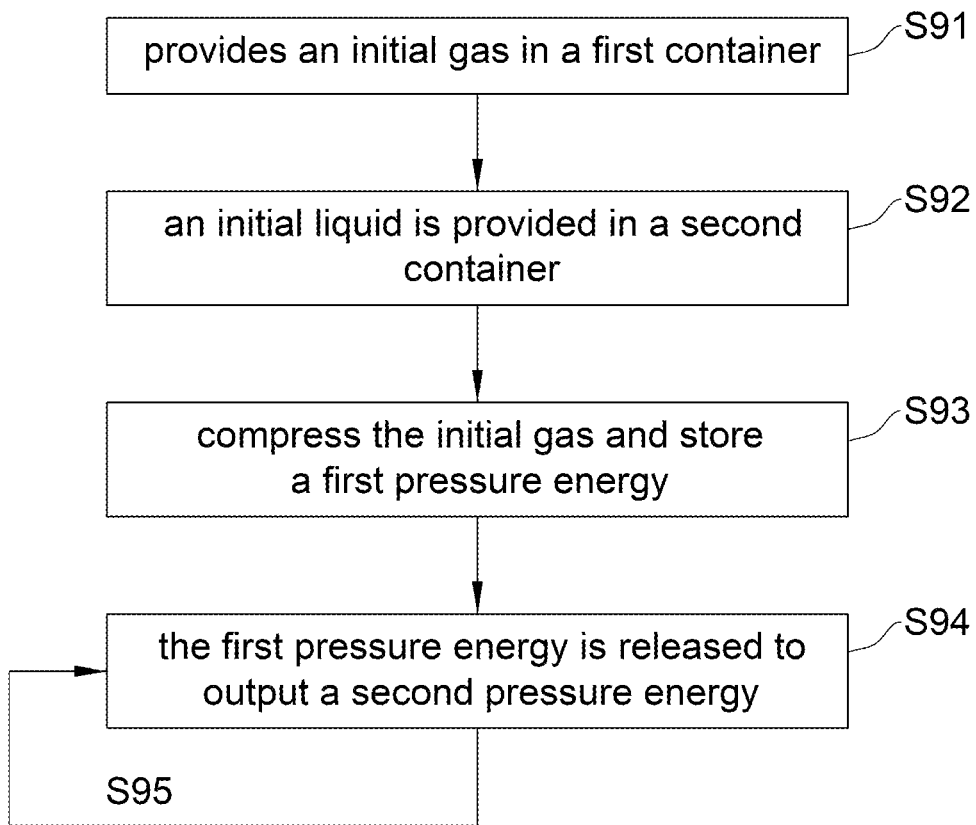 S91
provides an initial gas in a first container
S92
an initial liquid is provided in a second
container
S93
compress the initial gas and store
a first pressure energy
S94
the first pressure energy is released to
output a second pressure energy
S95